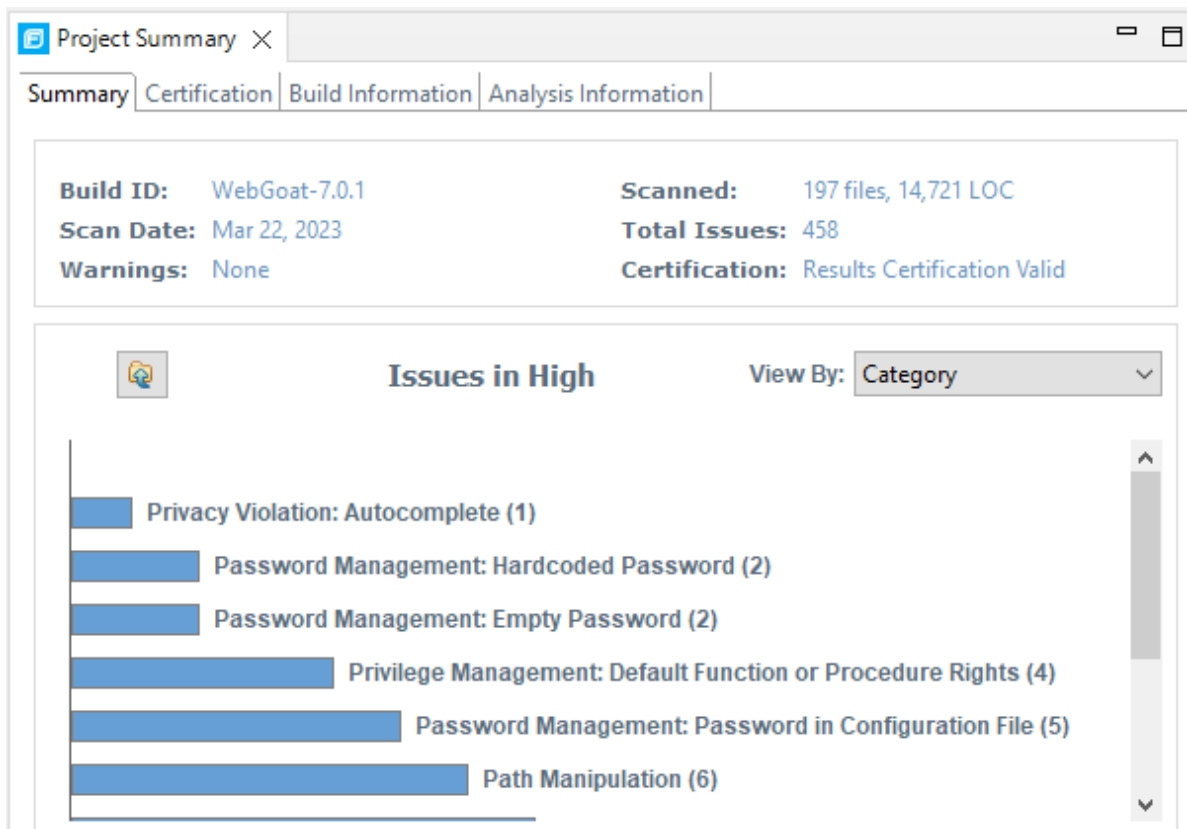 Project Summary
Summary Certification Build Information Analysis Information
Build ID: WebGoat-7.0.1 Scanned: 197 files, 14,721 LOC
Scan Date: Mar 22, 2023 Total Issues: 458
Warnings: None Certification: Results Certification Valid
Issues in High View By: Category
Privacy Violation: Autocomplete (1)
Password Management: Hardcoded Password (2)
Password Management: Empty Password (2)
Privilege Management: Default Function or Procedure Rights (4)
Password Management: Password in Configuration File (5)
Path Manipulation (6)